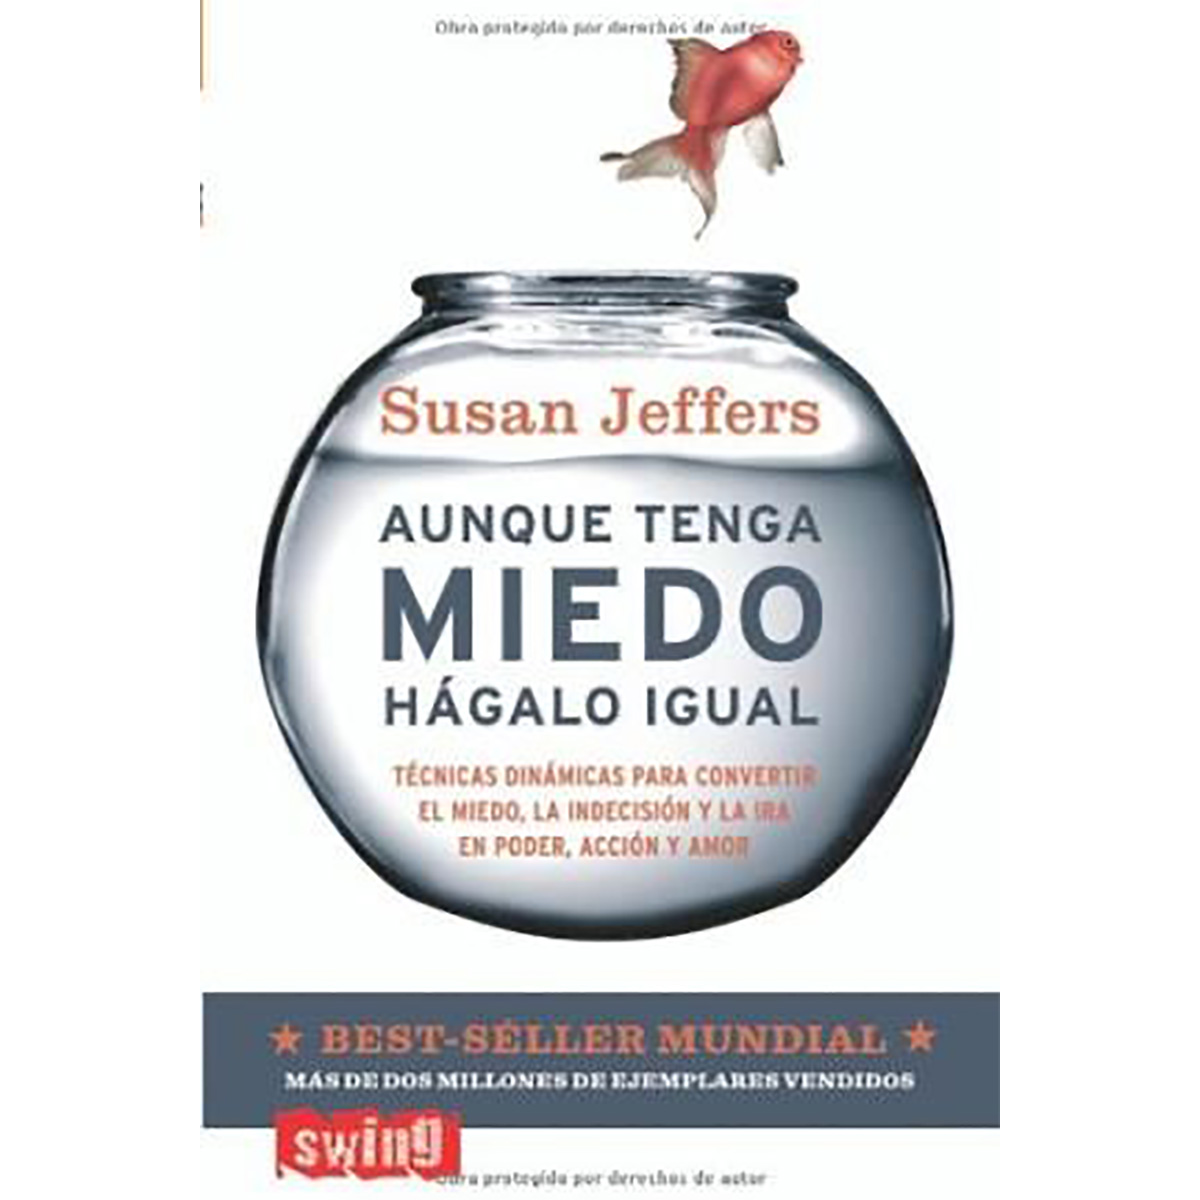 Obra protegida por derechos de autor
Susan Jeffers
AUNQUE TENGA
MIEDO
HÁGALO IGUAL
TÉCNICAS DINÁMICAS PARA CONVERTIR
EL MIEDO, LA INDECISIÓN Y LA IRA
EN PODER, ACCIÓN Y AMOR
★ BEST-SÉLLER MUNDIAL ★
MÁS DE DOS MILLONES DE EJEMPLARES VENDIDOS
swing
Obra protegida por derechos de autor